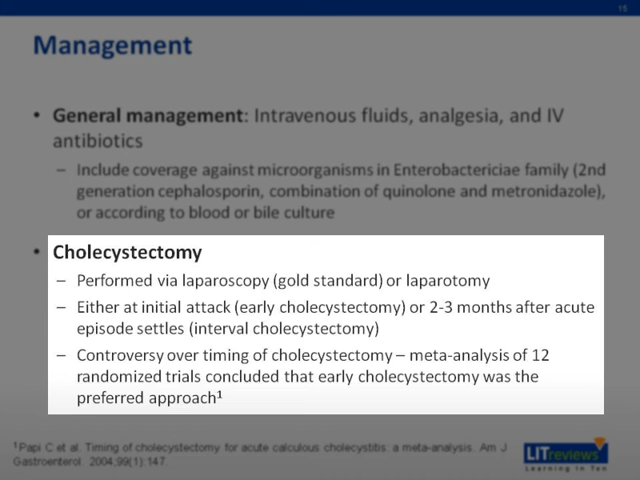 15
Management
• General management: Intravenous fluids, analgesia, and IV
antibiotics
– Include coverage against microorganisms in Enterobactericiae family (2nd
generation cephalosporin, combination of quinolone and metronidazole),
or according to blood or bile culture
• Cholecystectomy
– Performed via laparoscopy (gold standard) or laparotomy
– Either at initial attack (early cholecystectomy) or 2-3 months after acute
episode settles (interval cholecystectomy)
– Controversy over timing of cholecystectomy – meta-analysis of 12
randomized trials concluded that early cholecystectomy was the
preferred approach¹
¹Papi C et al. Timing of cholecystectomy for acute calculous cholecystitis: a meta-analysis. Am J
Gastroenterol. 2004;99(1):147.
LITreviews
Learning In Ten